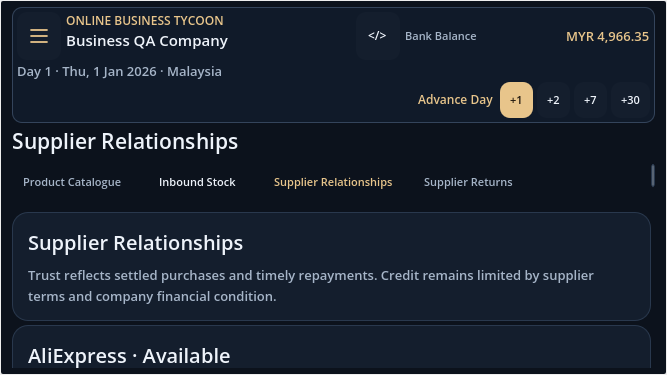 ONLINE BUSINESS TYCOON
Business QA Company
</> Bank Balance MYR 4,966.35
Day 1 · Thu, 1 Jan 2026 · Malaysia
Advance Day +1 +2 +7 +30
Supplier Relationships
Product Catalogue Inbound Stock Supplier Relationships Supplier Returns
Supplier Relationships
Trust reflects settled purchases and timely repayments. Credit remains limited by supplier
terms and company financial condition.
AliExpress · Available